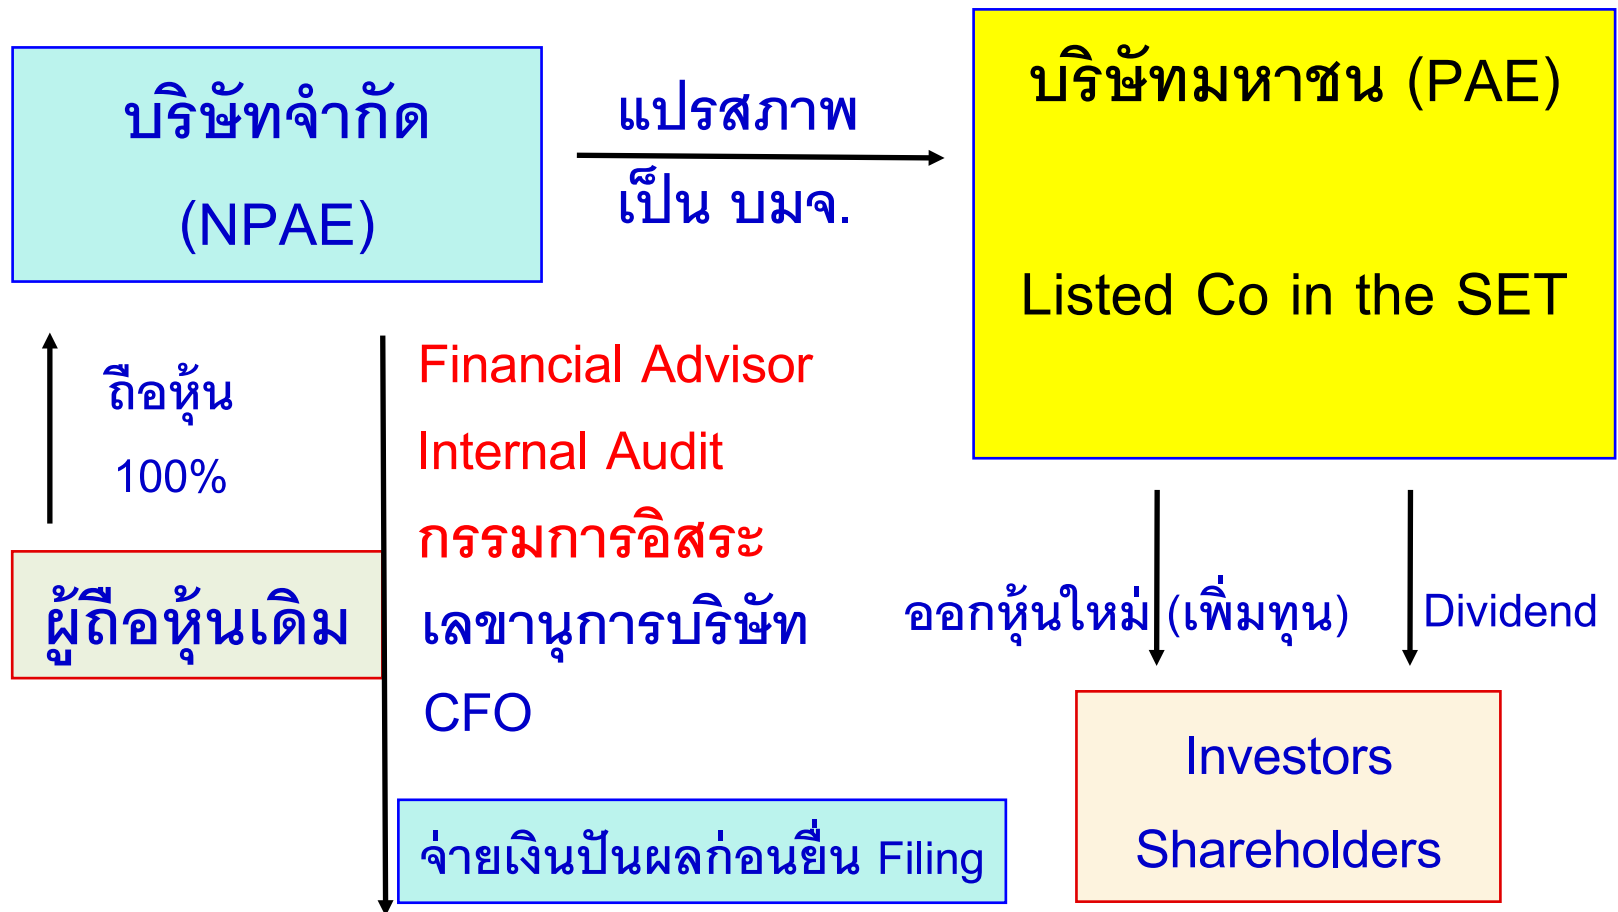 บริษัทจำกัด
(NPAE)
แปรสภาพ
เป็น บมจ.
บริษัทมหาชน (PAE)
Listed Co in the SET
ถือหุ้น
100%
ผู้ถือหุ้นเดิม
Financial Advisor
Internal Audit
กรรมการอิสระ
เลขานุการบริษัท
CFO
จ่ายเงินปันผลก่อนยื่น Filing
ออกหุ้นใหม่ (เพิ่มทุน)
Dividend
Investors
Shareholders